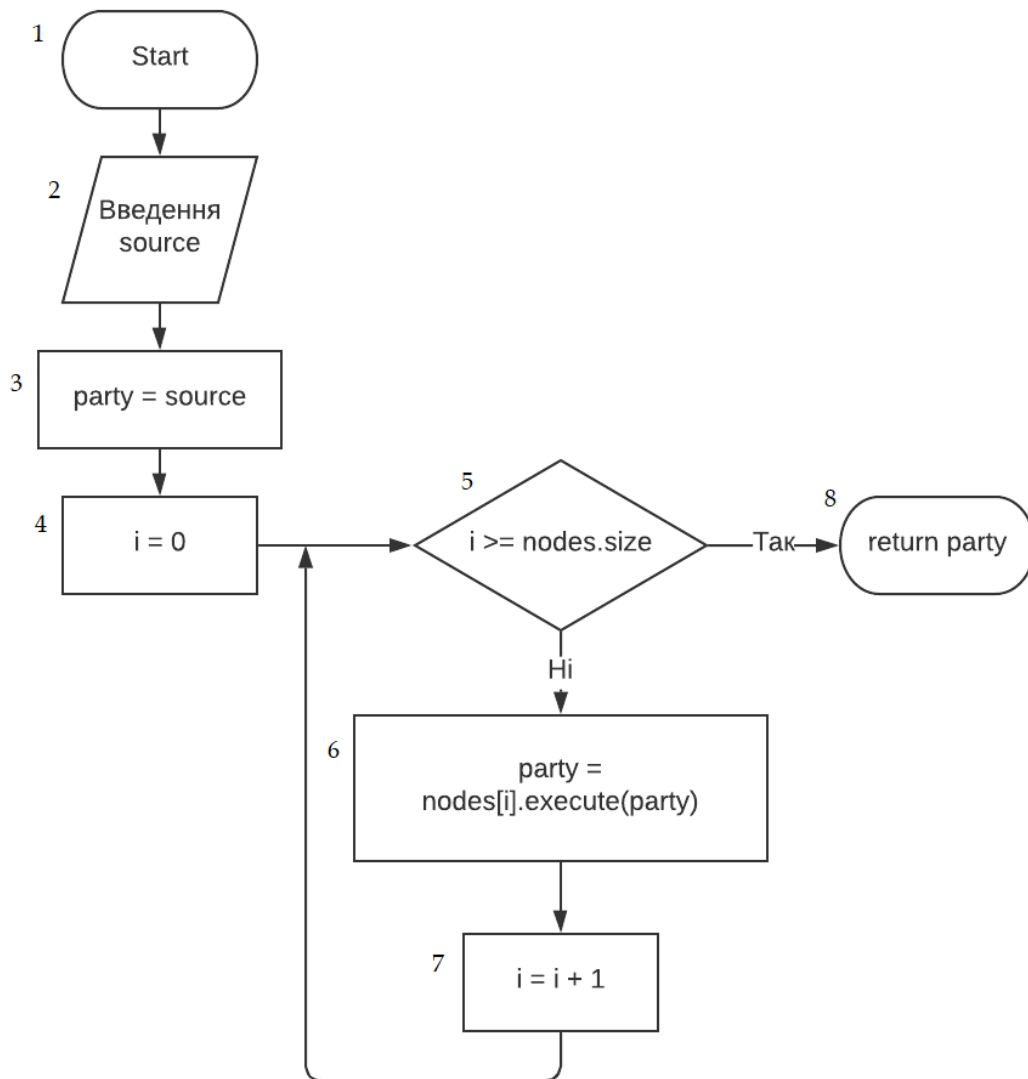 1
Start
2
Введення
source
3
party = source
4
i = 0
5
i >= nodes.size
Так
8
return party
Ні
6
party =
nodes[i].execute(party)
7
i = i + 1